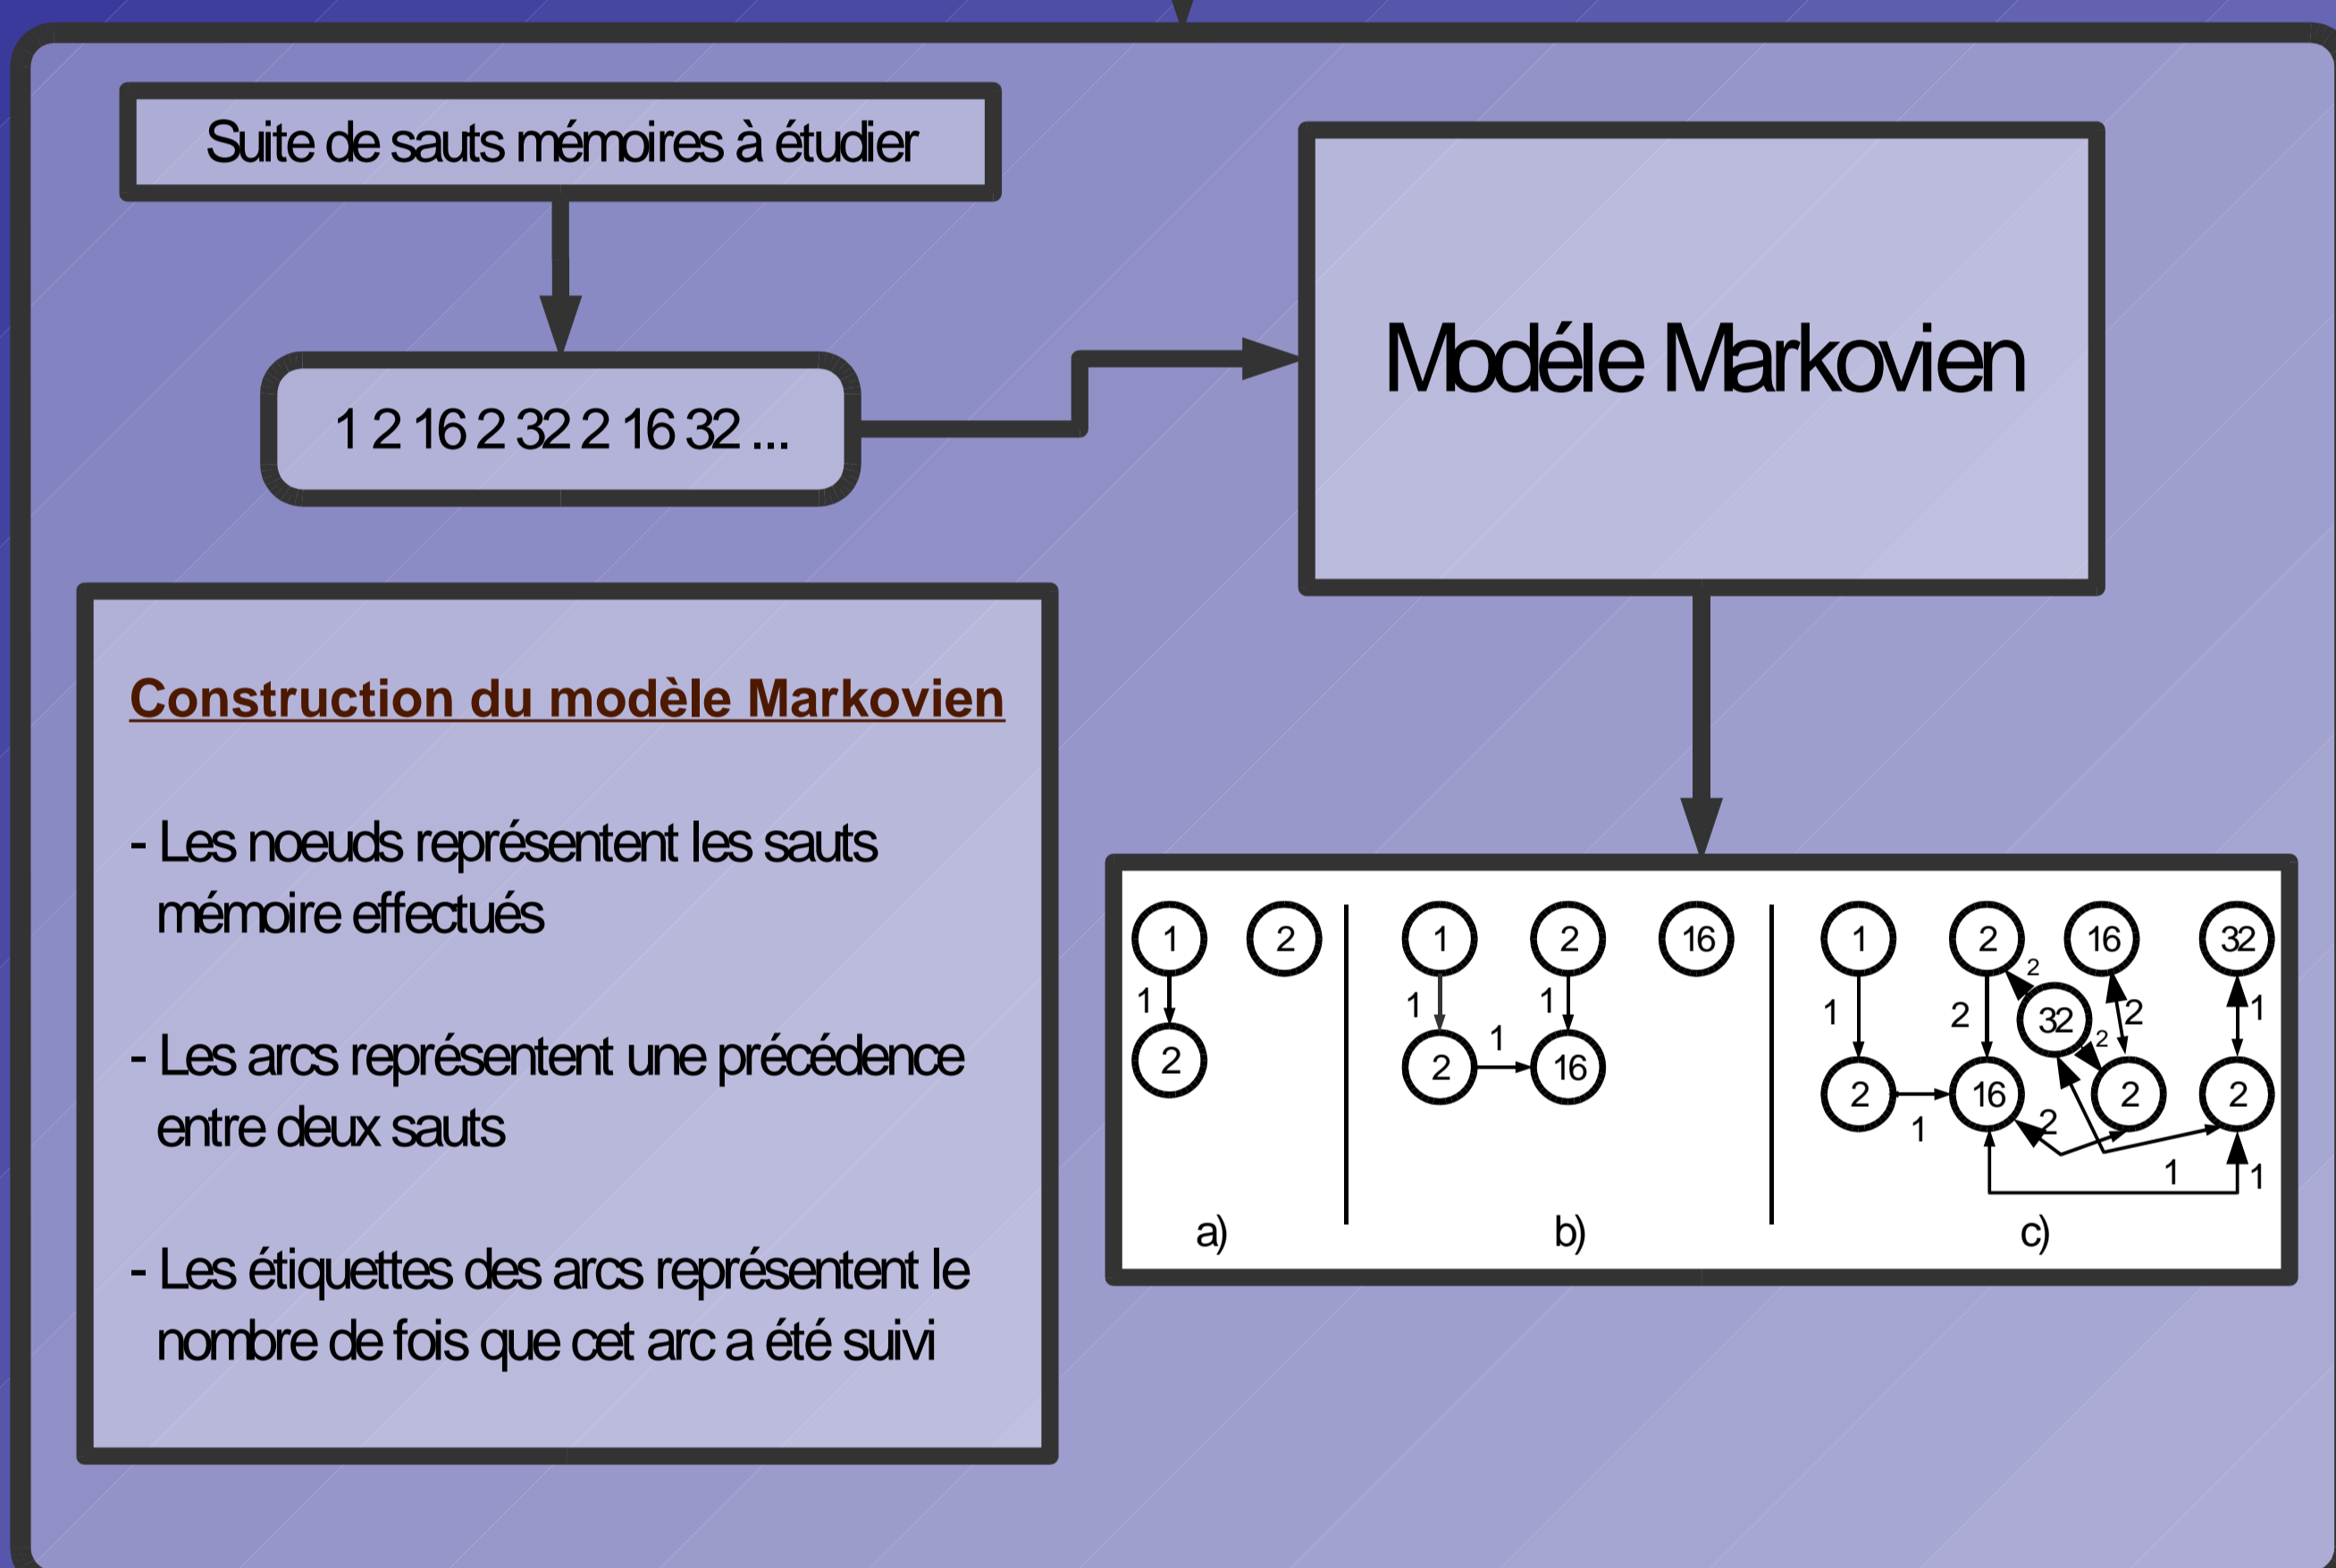 Suite de sauts mémoires à étudier
1 2 16 2 32 2 16 32 ...
Modéle Markovien
Construction du modèle Markovien
- Les noeuds représentent les sauts
mémoire effectués
- Les arcs représentent une précédence
entre deux sauts
- Les étiquettes des arcs représentent le
nombre de fois que cet arc a été suivi
1 2
1
2
a)
1 2 16
1 1
1
2 16
b)
1 2 16 32
2
1 2 32 2 1
2
2 16 2 2
1 2
1 1
c)